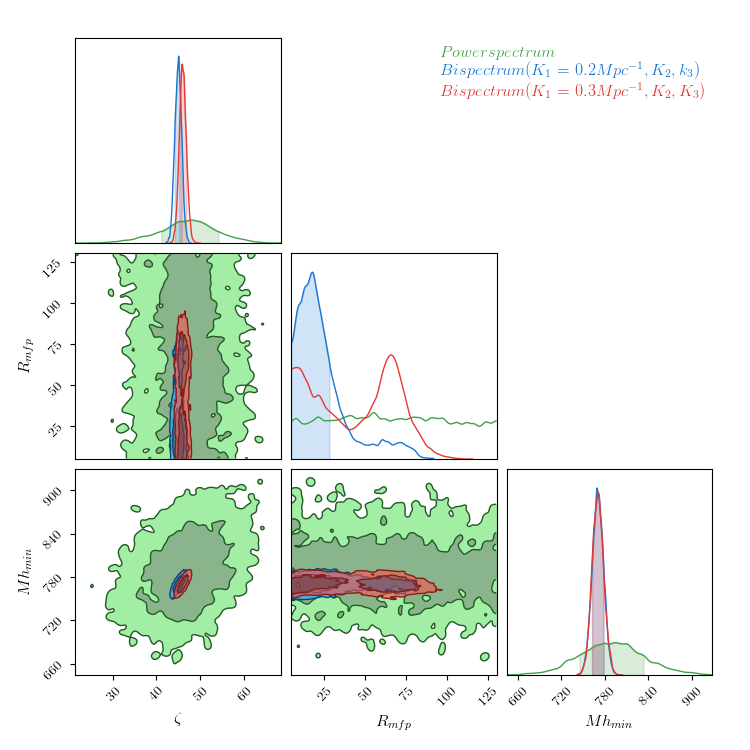 Powerspectrum
Bispectrum(K₁ = 0.2Mpc⁻¹, K₂, k₃)
Bispectrum(K₁ = 0.3Mpc⁻¹, K₂, K₃)
125
100
75
50
25
R_mfp
900
840
780
720
660
Mh_min
30 40 50 60
ζ
25 50 75 100 125
R_mfp
660 720 780 840 900
Mh_min